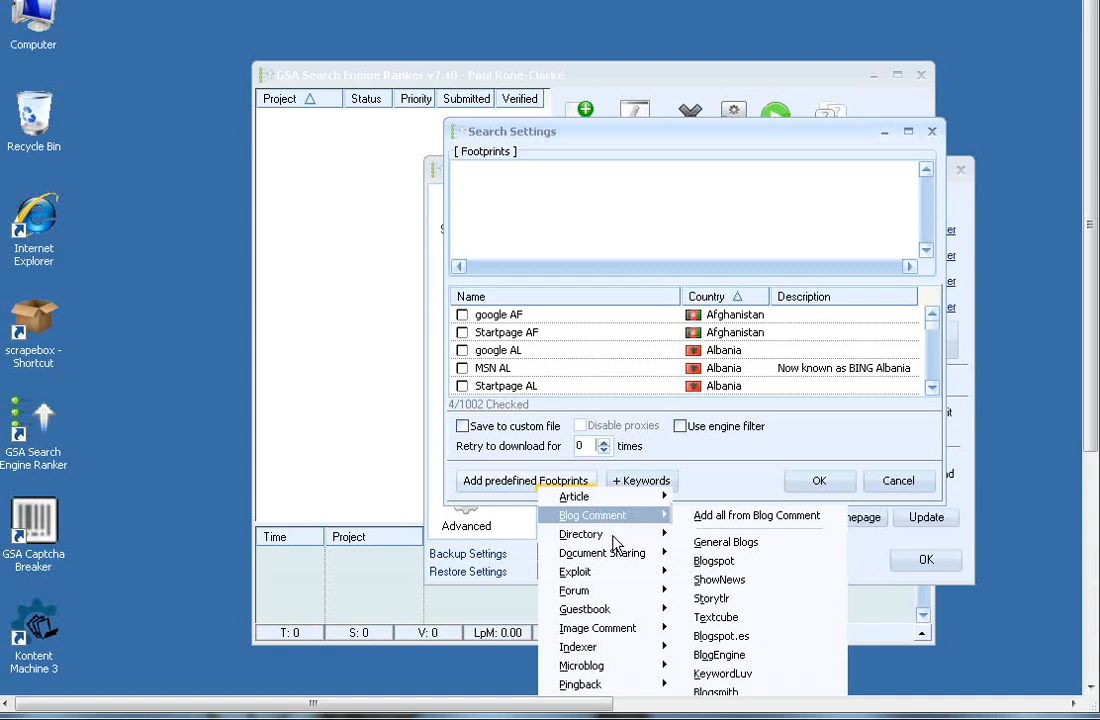 Computer
Recycle Bin
Internet
Explorer
scrapebox -
Shortcut
GSA Search
Engine Ranker
GSA Captcha
Breaker
Kontent
Machine 3
GSA Search Engine Ranker v7.40 - Paul Rone-Clarke
Project Status Priority Submitted Verified
Search Settings
[ Footprints ]
Name Country Description
google AF Afghanistan
Startpage AF Afghanistan
google AL Albania
MSN AL Albania Now known as BING Albania
Startpage AL Albania
4/1002 Checked
Save to custom file Disable proxies Use engine filter
Retry to download for 0 times
Add predefined Footprints + Keywords OK Cancel
Article
Blog Comment
Directory
Document Sharing
Exploit
Forum
Guestbook
Image Comment
Indexer
Microblog
Pingback
Add all from Blog Comment
General Blogs
Blogspot
ShowNews
Storytlr
Textcube
Blogspot.es
BlogEngine
KeywordLuv
Blogsmith
Advanced
Backup Settings
Restore Settings
Update
OK
Time Project
T: 0 S: 0 V: 0 LpM: 0.00